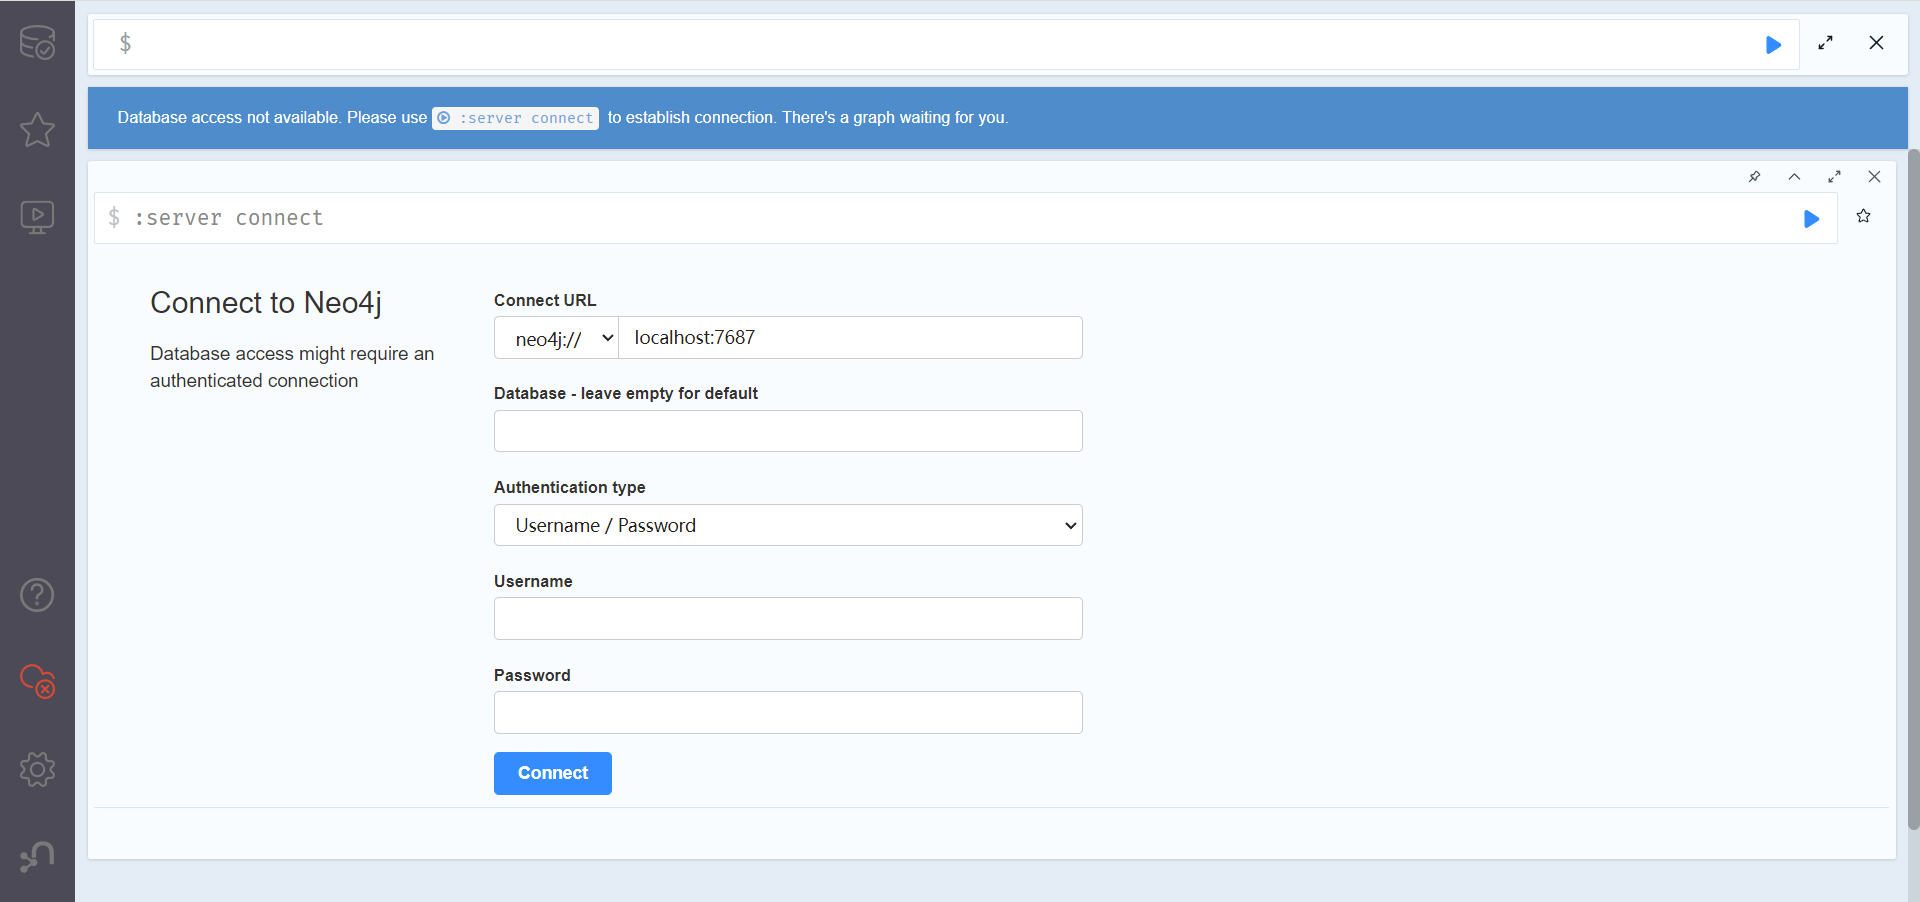 $
Database access not available. Please use :server connect to establish connection. There's a graph waiting for you.
$ :server connect
Connect to Neo4j
Database access might require an
authenticated connection
Connect URL
neo4j:// localhost:7687
Database - leave empty for default
Authentication type
Username / Password
Username
Password
Connect